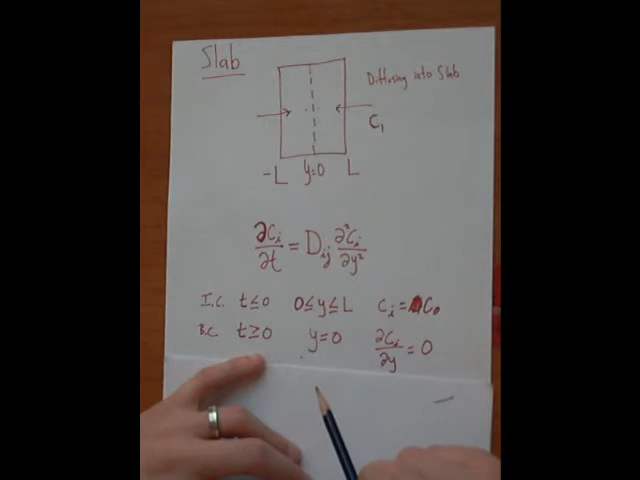 Slab
Diffusing into Slab
C₁
-L y=0 L
∂Cᵢ/∂t = Dᵢⱼ ∂²Cᵢ/∂y²
I.C. t≤0 0≤y≤L Cᵢ=C₀
B.C. t≥0 y=0 ∂Cᵢ/∂y = 0